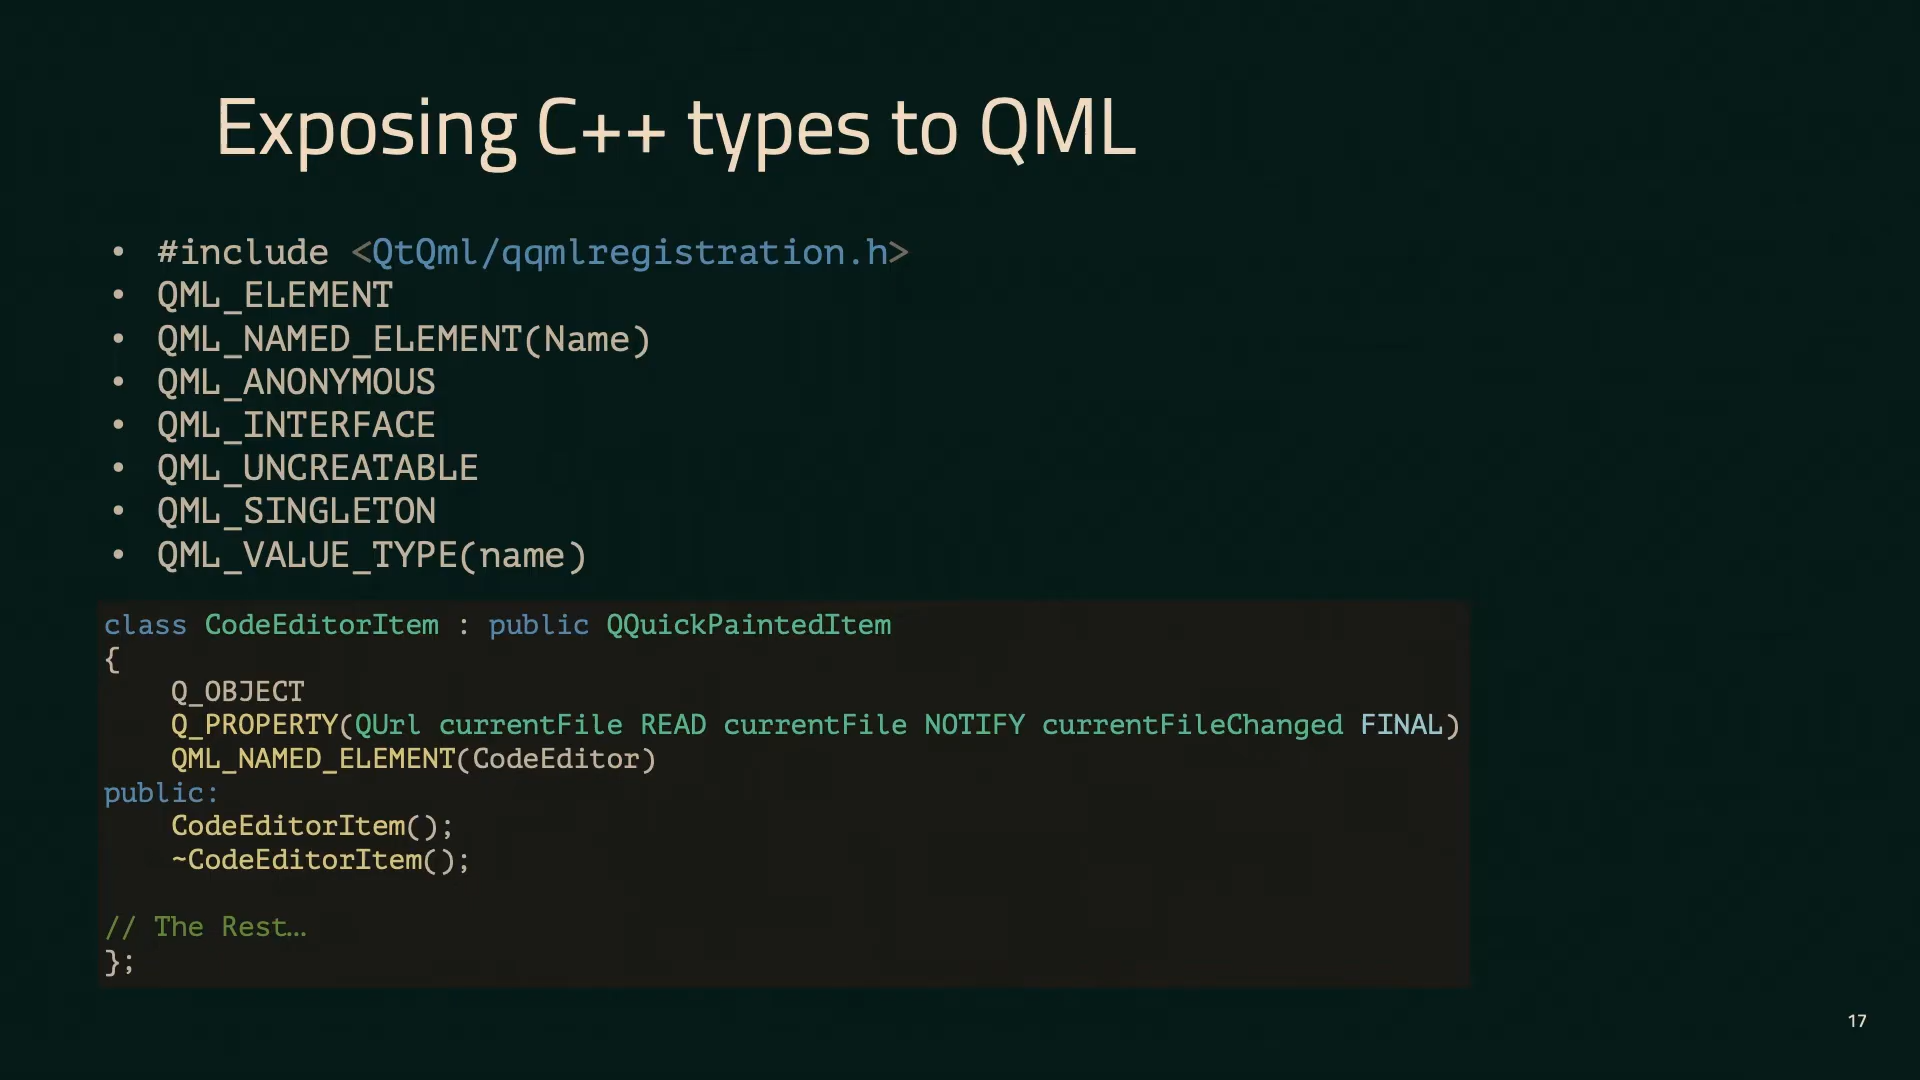 Exposing C++ types to QML
• #include <QtQml/qqmlregistration.h>
• QML_ELEMENT
• QML_NAMED_ELEMENT(Name)
• QML_ANONYMOUS
• QML_INTERFACE
• QML_UNCREATABLE
• QML_SINGLETON
• QML_VALUE_TYPE(name)
class CodeEditorItem : public QQuickPaintedItem
{
    Q_OBJECT
    Q_PROPERTY(QUrl currentFile READ currentFile NOTIFY currentFileChanged FINAL)
    QML_NAMED_ELEMENT(CodeEditor)
public:
    CodeEditorItem();
    ~CodeEditorItem();
// The Rest…
};
17